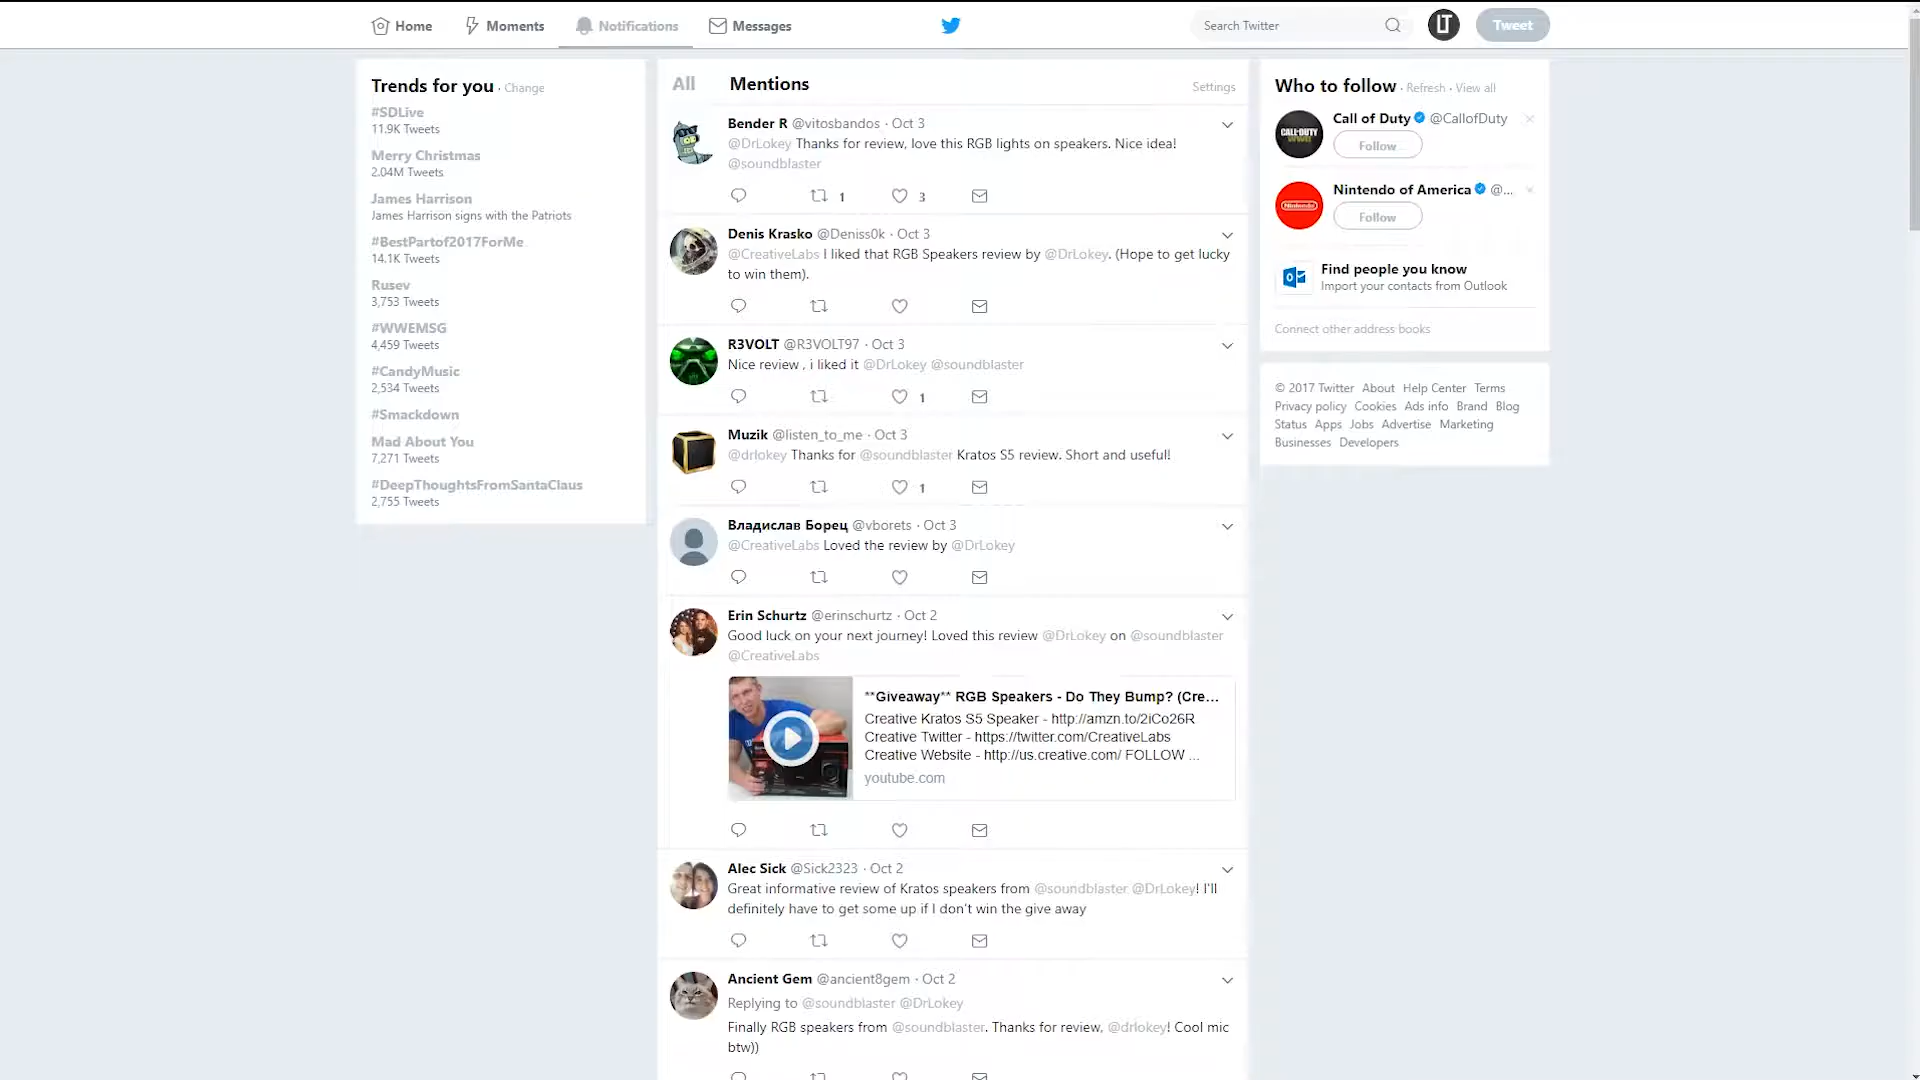 Home Moments Notifications Messages
Search Twitter
Tweet
Trends for you · Change
#SDLive
11.9K Tweets
Merry Christmas
2.04M Tweets
James Harrison
James Harrison signs with the Patriots
#BestPartof2017ForMe
14.1K Tweets
Rusev
3,753 Tweets
#WWEMSG
4,459 Tweets
#CandyMusic
2,534 Tweets
#Smackdown
Mad About You
7,271 Tweets
#DeepThoughtsFromSantaClaus
2,755 Tweets
All Mentions Settings
Bender R @vitosbandos · Oct 3
@DrLokey Thanks for review, love this RGB lights on speakers. Nice idea!
@soundblaster
1 3
Denis Krasko @Deniss0k · Oct 3
@CreativeLabs I liked that RGB Speakers review by @DrLokey. (Hope to get lucky
to win them).
R3VOLT @R3VOLT97 · Oct 3
Nice review , i liked it @DrLokey @soundblaster
1
Muzik @listen_to_me · Oct 3
@drlokey Thanks for @soundblaster Kratos S5 review. Short and useful!
1
Владислав Борец @vborets · Oct 3
@CreativeLabs Loved the review by @DrLokey
Erin Schurtz @erinschurtz · Oct 2
Good luck on your next journey! Loved this review @DrLokey on @soundblaster
@CreativeLabs
**Giveaway** RGB Speakers - Do They Bump? (Cre...
Creative Kratos S5 Speaker - http://amzn.to/2iCo26R
Creative Twitter - https://twitter.com/CreativeLabs
Creative Website - http://us.creative.com/ FOLLOW ...
youtube.com
Alec Sick @Sick2323 · Oct 2
Great informative review of Kratos speakers from @soundblaster @DrLokey! I'll
definitely have to get some up if I don't win the give away
Ancient Gem @ancient8gem · Oct 2
Replying to @soundblaster @DrLokey
Finally RGB speakers from @soundblaster. Thanks for review, @drlokey! Cool mic
btw))
Who to follow · Refresh · View all
CALL·DUTY
Call of Duty @CallofDuty
Follow
Nintendo
Nintendo of America @...
Follow
Find people you know
Import your contacts from Outlook
Connect other address books
© 2017 Twitter About Help Center Terms
Privacy policy Cookies Ads info Brand Blog
Status Apps Jobs Advertise Marketing
Businesses Developers